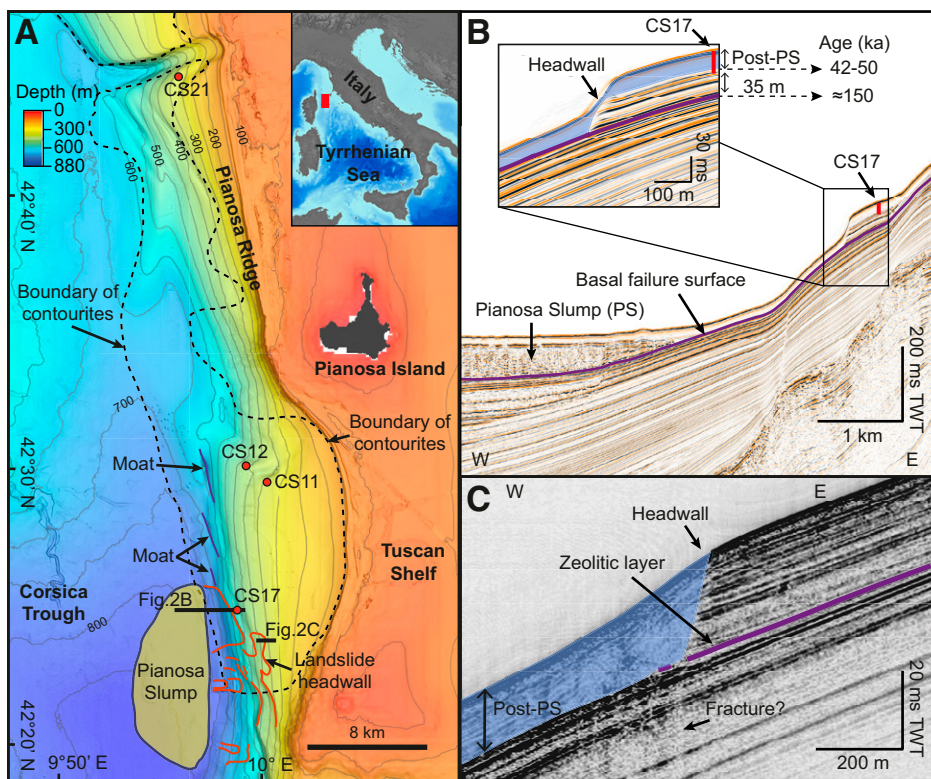 A
Depth (m)
0
300
600
880
CS21
Italy
Tyrrhenian
Sea
100
200
300
400
500
600
Pianosa Ridge
42°40' N
Boundary of
contourites
Pianosa Island
700
Boundary of
contourites
42°30' N
Moat
CS12
CS11
Moat
Tuscan
Shelf
Corsica
Trough
Fig.2B
CS17
800
Fig.2C
Landslide
headwall
Pianosa
Slump
8 km
42°20' N
9°50' E
10° E
B
CS17
Headwall
Post-PS
Age (ka)
42-50
35 m
≈150
30 ms
100 m
CS17
Basal failure surface
Pianosa Slump (PS)
200 ms TWT
1 km
W
E
C
W
E
Headwall
Zeolitic layer
Post-PS
Fracture?
20 ms TWT
200 m